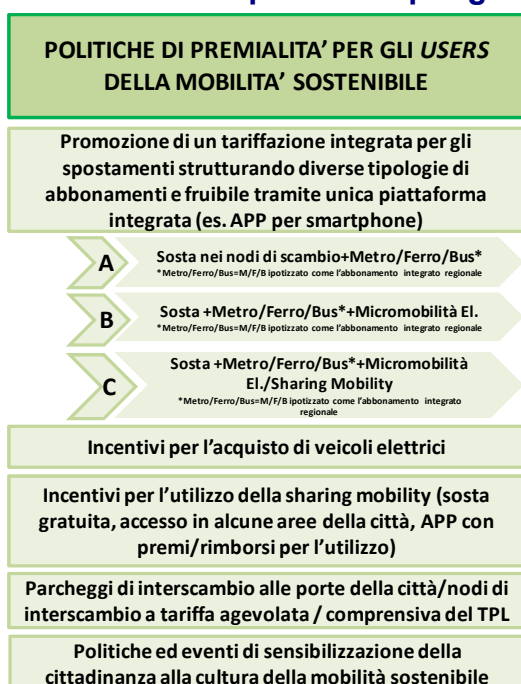 POLITICHE DI PREMIALITA’ PER GLI USERS
DELLA MOBILITA’ SOSTENIBILE
Promozione di un tariffazione integrata per gli
spostamenti strutturando diverse tipologie di
abbonamenti e fruibile tramite unica piattaforma
integrata (es. APP per smartphone)
A
Sosta nei nodi di scambio+Metro/Ferro/Bus*
*Metro/Ferro/Bus=M/F/B ipotizzato come l’abbonamento integrato regionale
B
Sosta +Metro/Ferro/Bus*+Micromobilità El.
*Metro/Ferro/Bus=M/F/B ipotizzato come l’abbonamento integrato regionale
C
Sosta +Metro/Ferro/Bus*+Micromobilità
El./Sharing Mobility
*Metro/Ferro/Bus=M/F/B ipotizzato come l’abbonamento integrato
regionale
Incentivi per l’acquisto di veicoli elettrici
Incentivi per l’utilizzo della sharing mobility (sosta
gratuita, accesso in alcune aree della città, APP con
premi/rimborsi per l’utilizzo)
Parcheggi di interscambio alle porte della città/nodi di
interscambio a tariffa agevolata / comprensiva del TPL
Politiche ed eventi di sensibilizzazione della
cittadinanza alla cultura della mobilità sostenibile